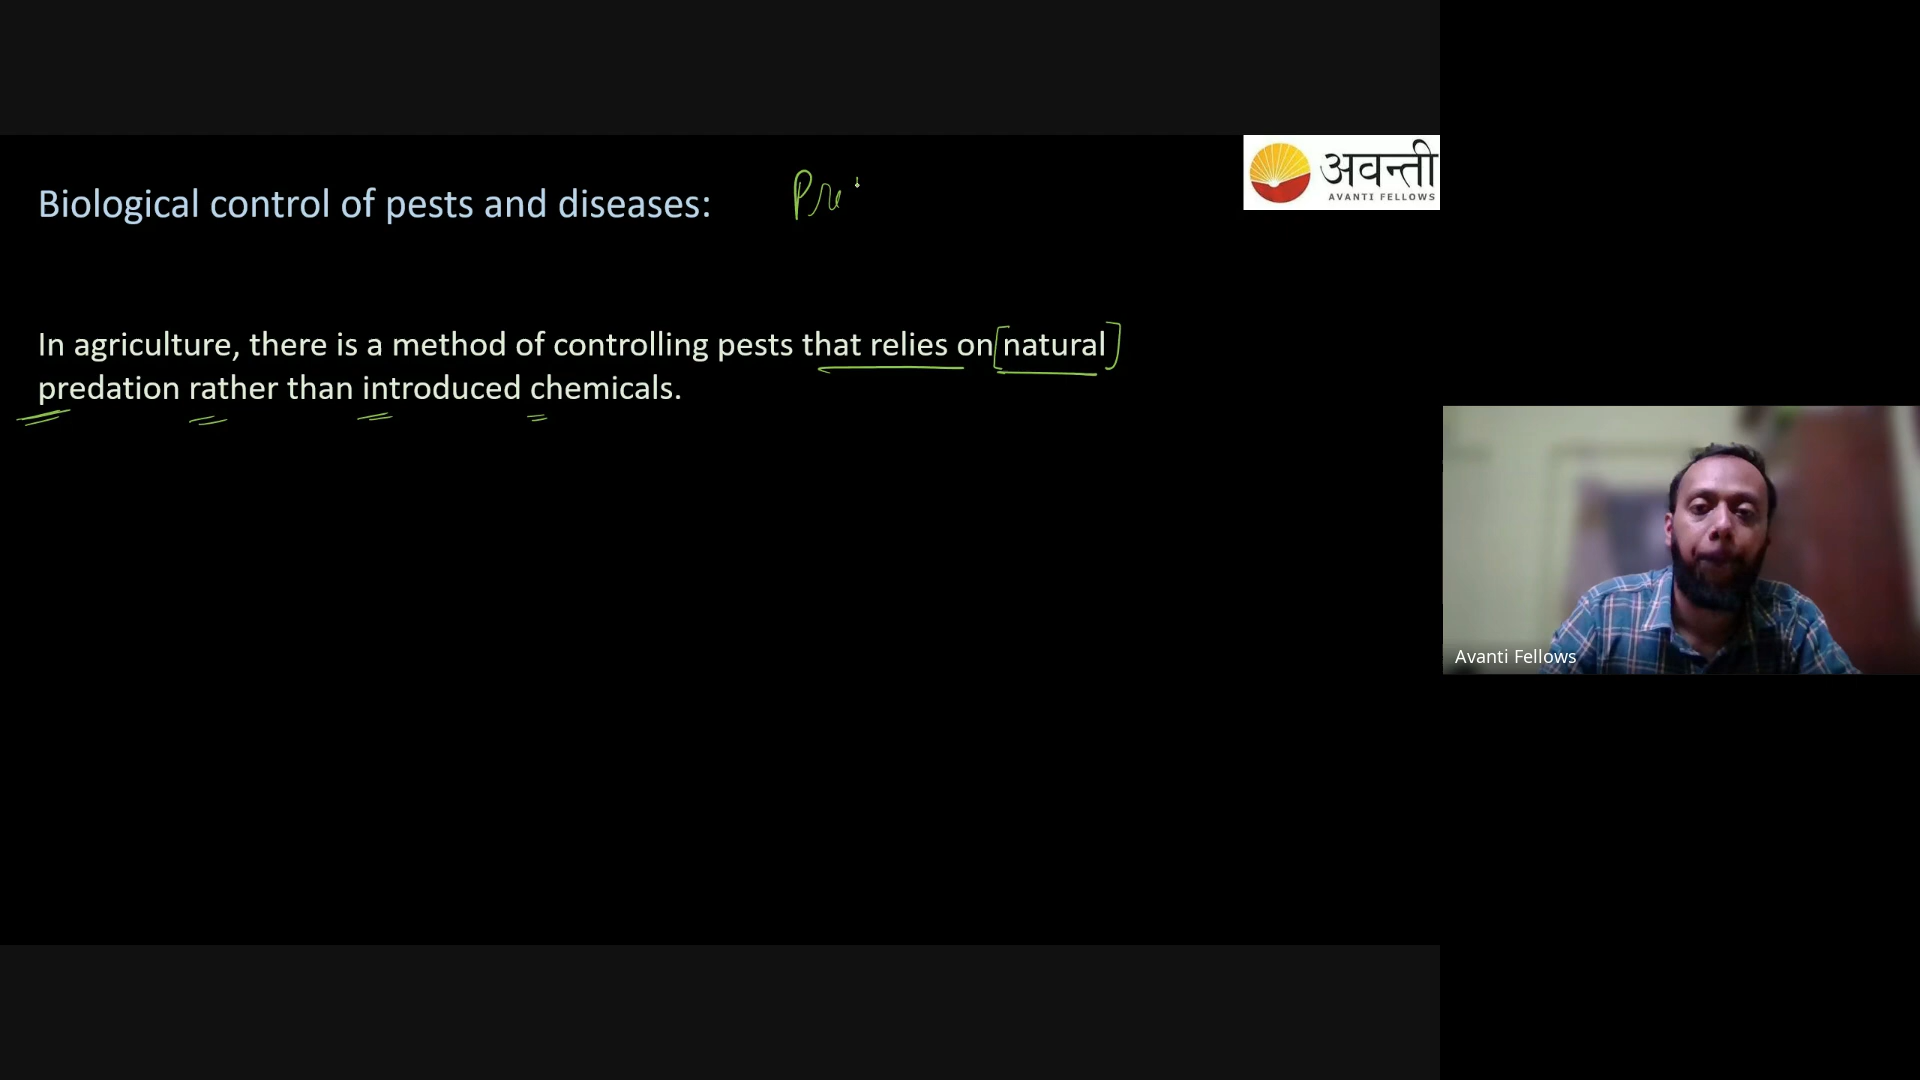 Biological control of pests and diseases: Pre
अवन्ती
AVANTI FELLOWS
In agriculture, there is a method of controlling pests that relies on [natural]
predation rather than introduced chemicals.
Avanti Fellows